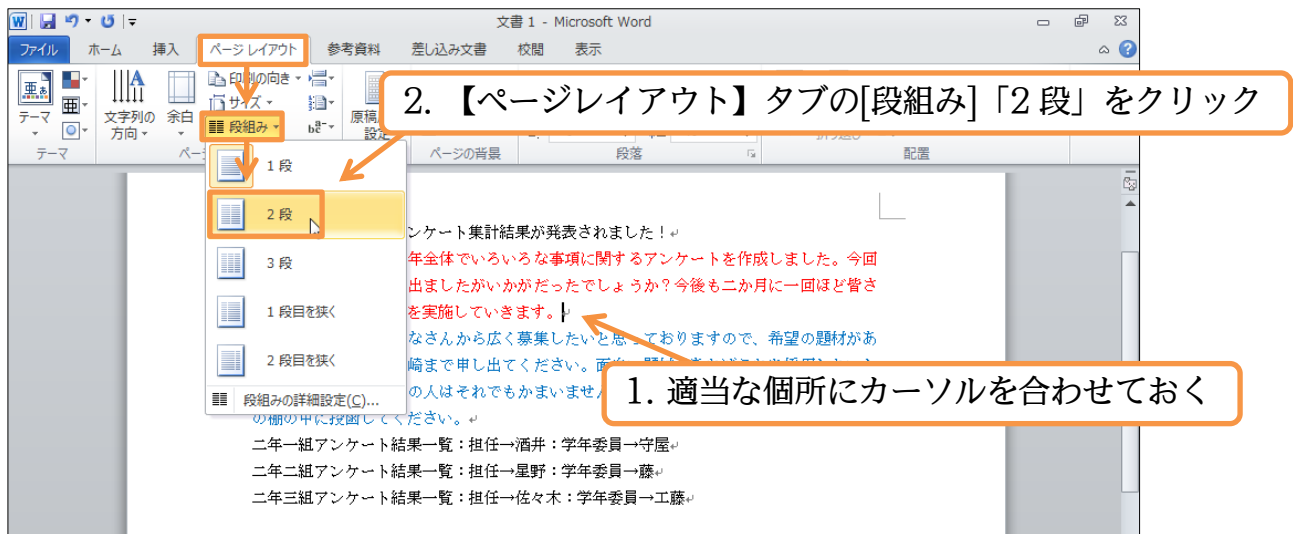 文書 1 - Microsoft Word
ファイル ホーム 挿入 ページ レイアウト 参考資料 差し込み文書 校閲 表示
テーマ
文字列の方向
余白
印刷の向き
サイズ
段組み
原稿
設定
テーマ ページの背景 段落 配置
2. 【ページレイアウト】タブの[段組み]「2 段」をクリック
1 段
2 段
3 段
1 段目を狭く
2 段目を狭く
段組みの詳細設定(C)...
ンケート集計結果が発表されました！
年全体でいろいろな事項に関するアンケートを作成しました。今回
出ましたがいかがだったでしょうか？今後も二か月に一回ほど皆さ
を実施していきます。
なさんから広く募集したいと思っておりますので、希望の題材があ
崎まで申し出てください。
の人はそれでもかまいません
の棚の中に投函してください。
1. 適当な個所にカーソルを合わせておく
二年一組アンケート結果一覧：担任→酒井：学年委員→守屋
二年二組アンケート結果一覧：担任→星野：学年委員→藤
二年三組アンケート結果一覧：担任→佐々木：学年委員→工藤